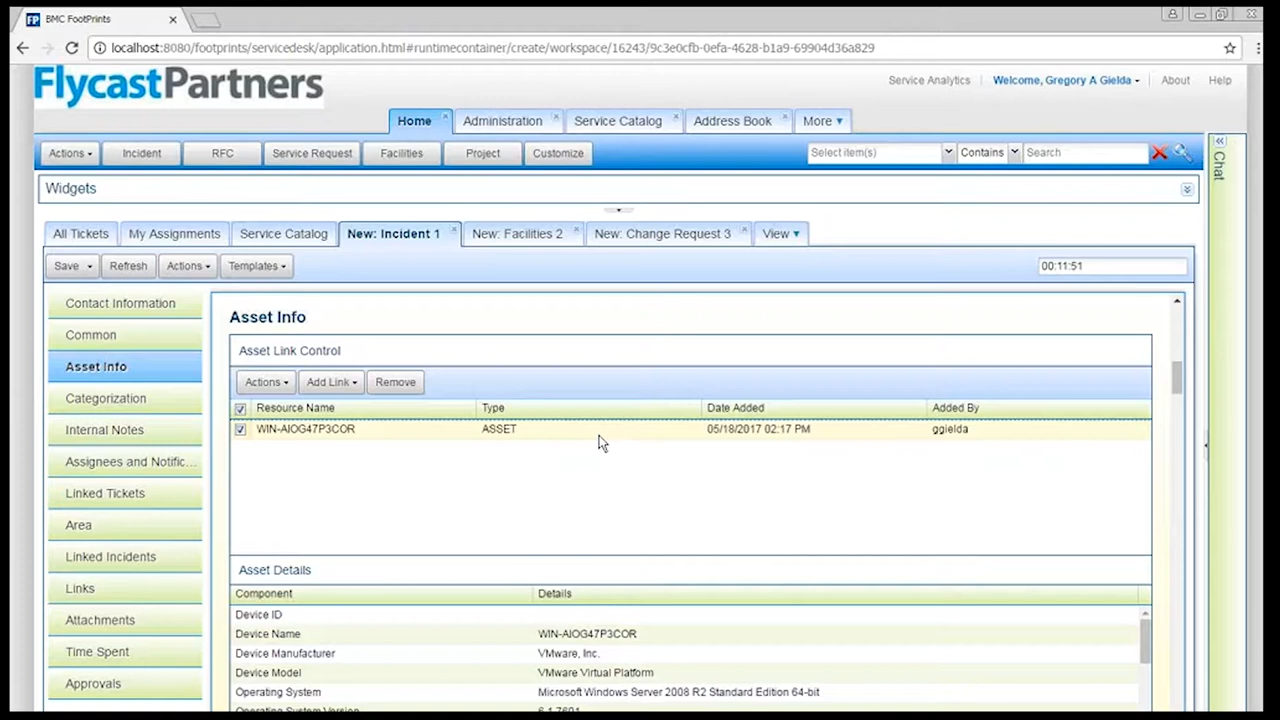 FP BMC FootPrints
localhost:8080/footprints/servicedesk/application.html#runtimecontainer/create/workspace/16243/9c3e0cfb-0efa-4628-b1a9-69904d36a829
FlycastPartners
Service Analytics Welcome, Gregory A Gielda About Help
Home Administration Service Catalog Address Book More
Actions Incident RFC Service Request Facilities Project Customize Select item(s) Contains Search
Chat
Widgets
All Tickets My Assignments Service Catalog New: Incident 1 New: Facilities 2 New: Change Request 3 View
Save Refresh Actions Templates 00:11:51
Contact Information
Common
Asset Info
Categorization
Internal Notes
Assignees and Notific...
Linked Tickets
Area
Linked Incidents
Links
Attachments
Time Spent
Approvals
Asset Info
Asset Link Control
Actions Add Link Remove
Resource Name Type Date Added Added By
WIN-AIOG47P3COR ASSET 05/18/2017 02:17 PM ggielda
Asset Details
Component Details
Device ID
Device Name WIN-AIOG47P3COR
Device Manufacturer VMware, Inc.
Device Model VMware Virtual Platform
Operating System Microsoft Windows Server 2008 R2 Standard Edition 64-bit
Operating System Version 6.1.7601